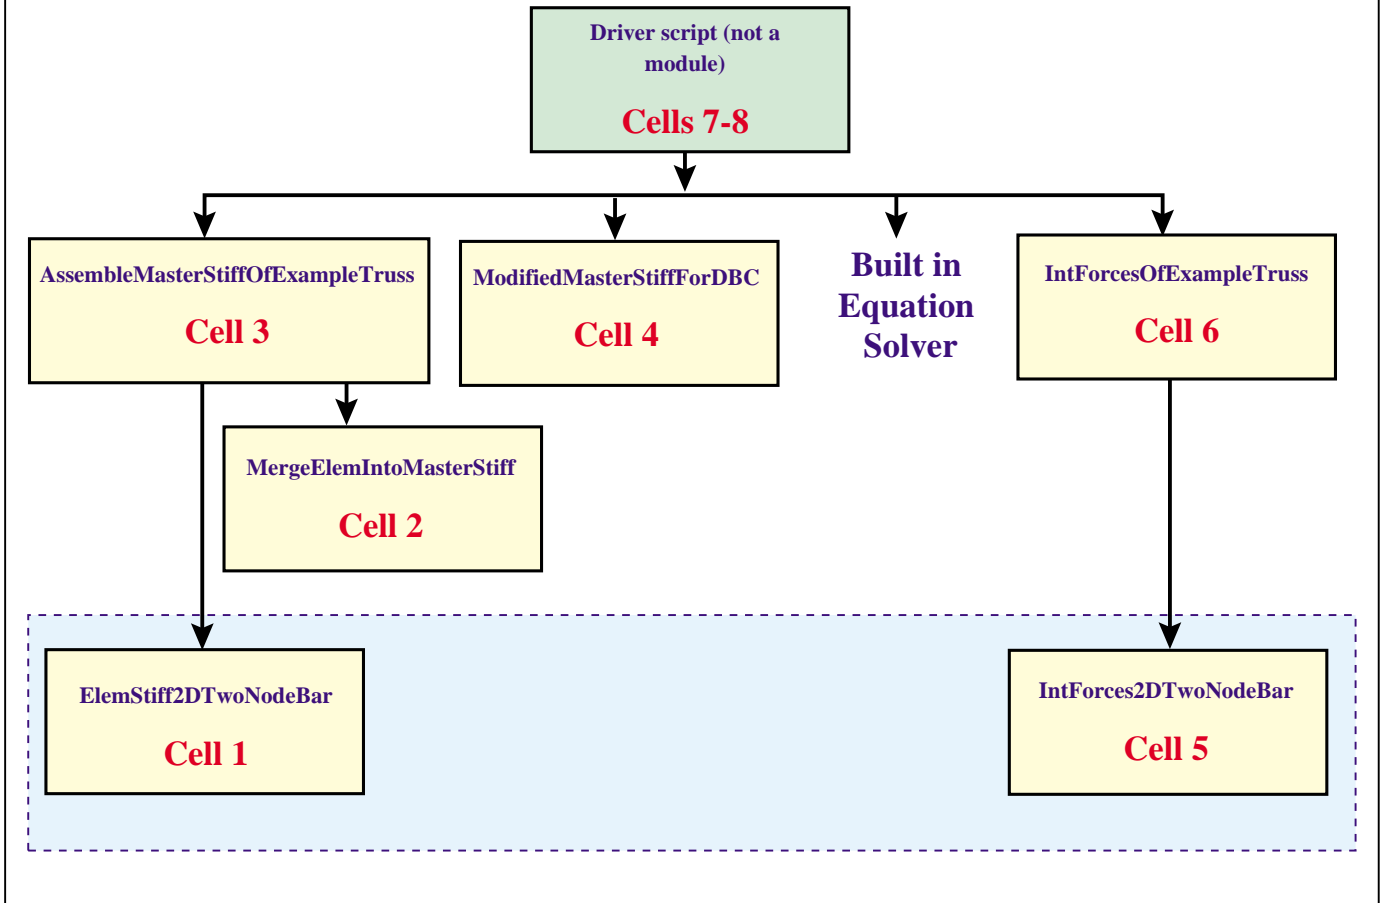 Driver script (not a
module)
Cells 7-8
AssembleMasterStiffOfExampleTruss
Cell 3
ModifiedMasterStiffForDBC
Cell 4
Built in
Equation
Solver
IntForcesOfExampleTruss
Cell 6
MergeElemIntoMasterStiff
Cell 2
ElemStiff2DTwoNodeBar
Cell 1
IntForces2DTwoNodeBar
Cell 5